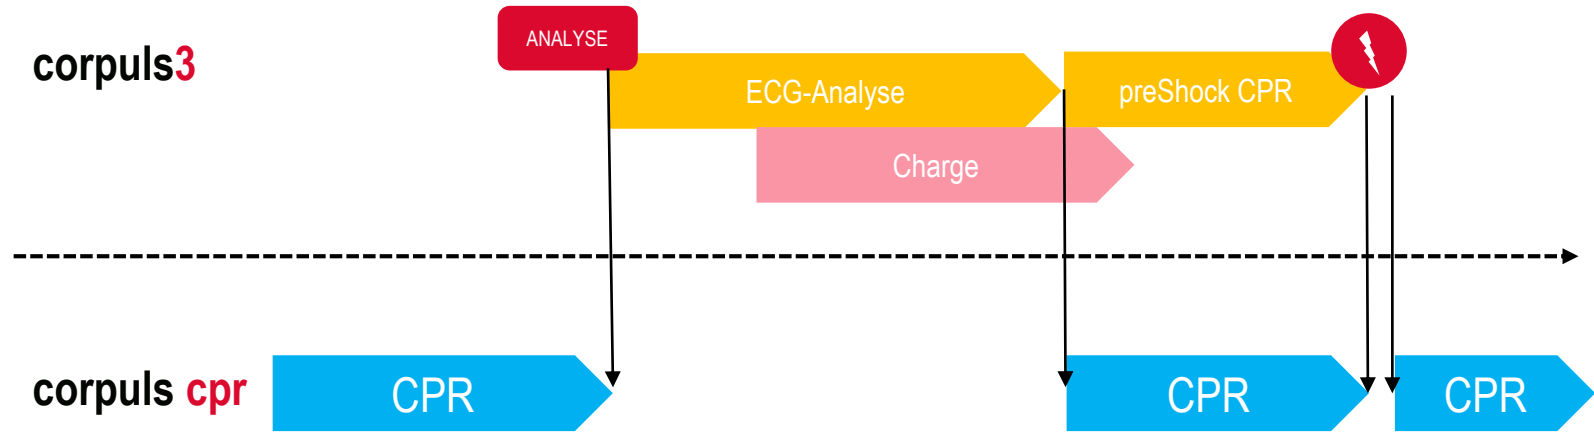 corpuls3
ANALYSE
ECG-Analyse
preShock CPR
Charge
corpuls cpr
CPR
CPR
CPR